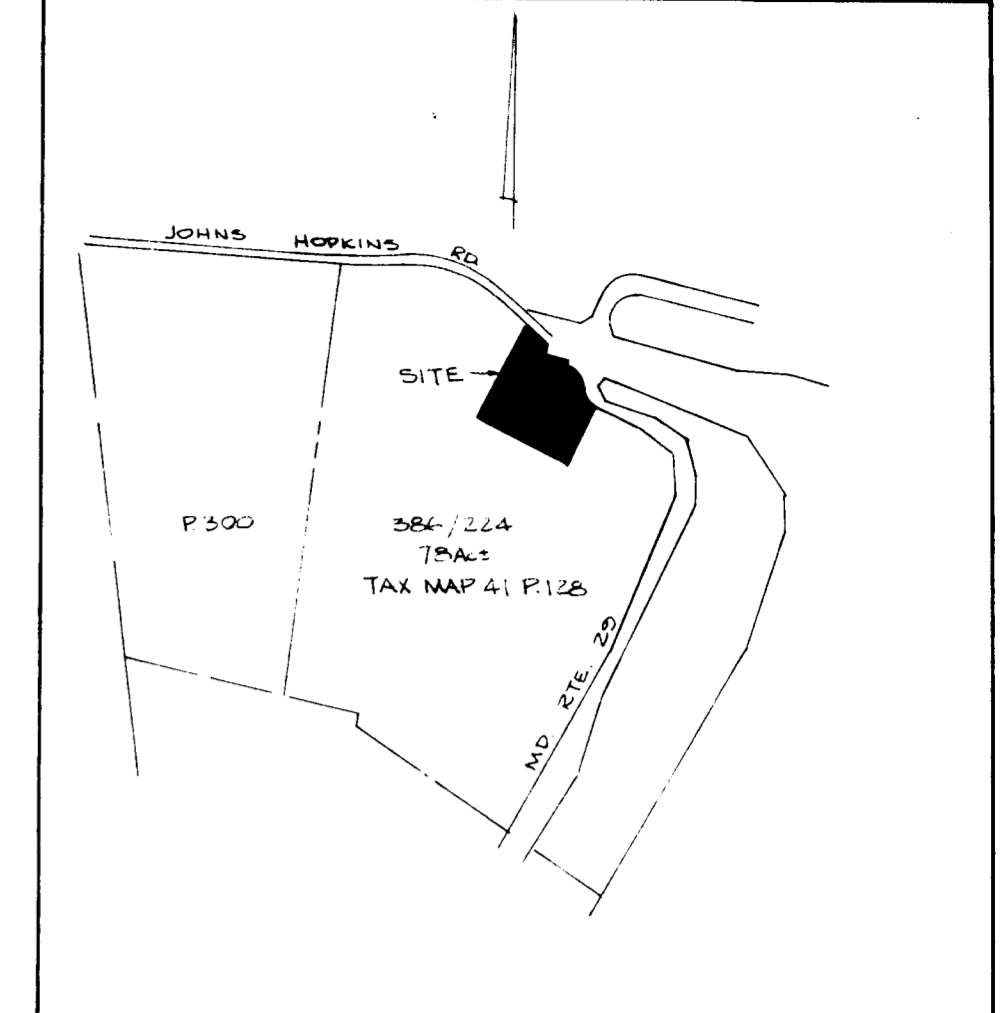 JOHNS HOPKINS RD.
SITE
P. 300
386/224
78Ac±
TAX MAP 41 P. 128
MD. RTE. 29